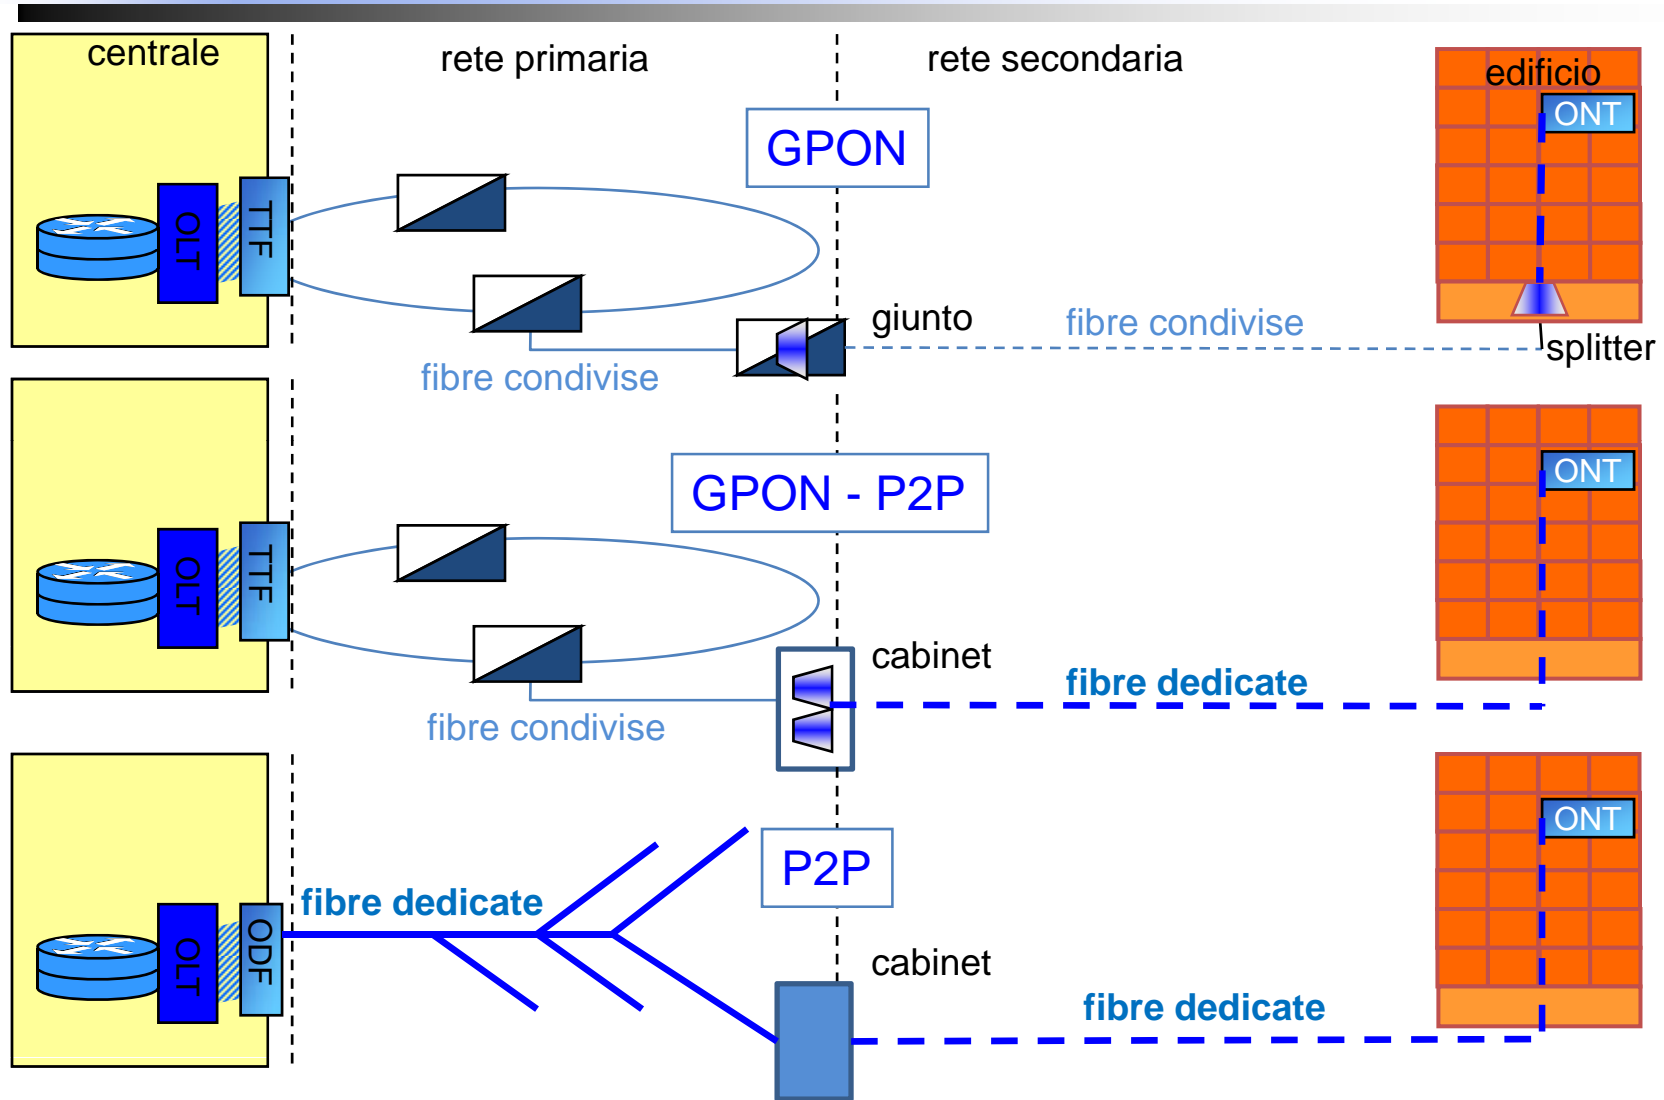 centrale
rete primaria
rete secondaria
edificio
GPON
ONT
OLT
TTF
giunto
fibre condivise
fibre condivise
splitter
GPON - P2P
ONT
OLT
TTF
cabinet
fibre dedicate
fibre condivise
P2P
ONT
fibre dedicate
OLT
ODF
cabinet
fibre dedicate